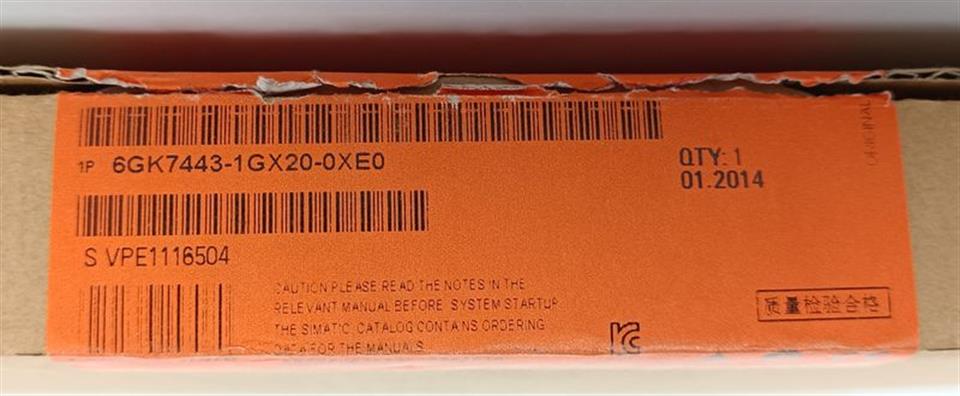 1P 6GK7443-1GX20-0XE0
QTY: 1
01.2014
ORIGINAL
S VPE1116504
CAUTION PLEASE READ THE NOTES IN THE
RELEVANT MANUAL BEFORE SYSTEM STARTUP
THE SIMATIC CATALOG CONTAINS ORDERING
DATA FOR THE MANUALS
质量检验合格